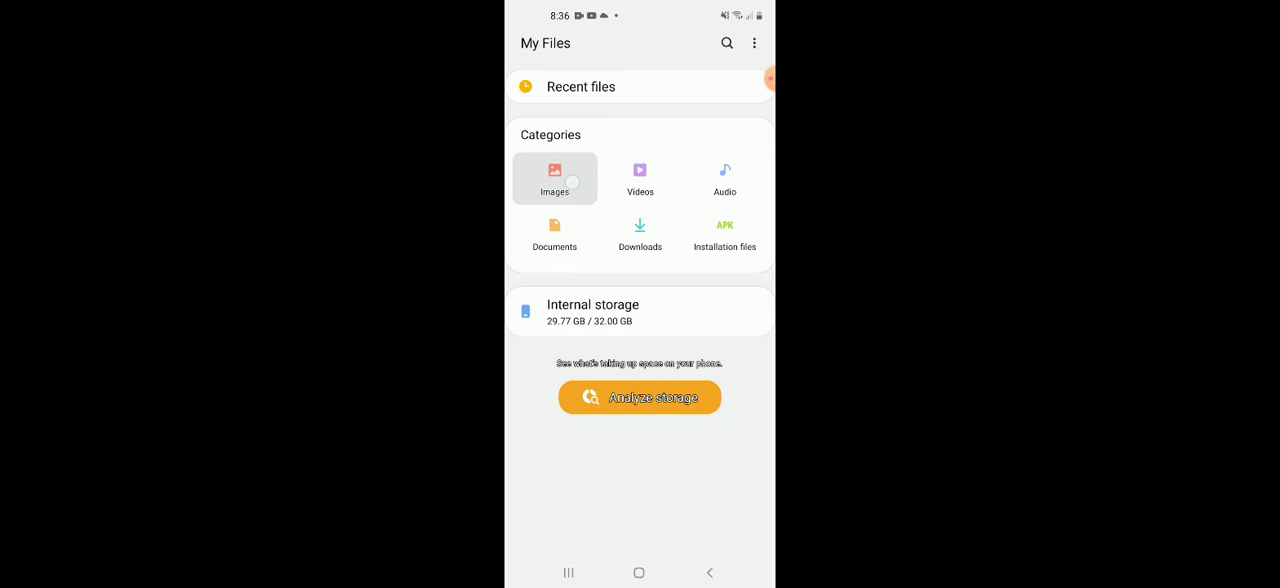 8:36
My Files
Recent files
Categories
Images
Videos
Audio
Documents
Downloads
APK
Installation files
Internal storage
29.77 GB / 32.00 GB
See what's taking up space on your phone.
Analyze storage